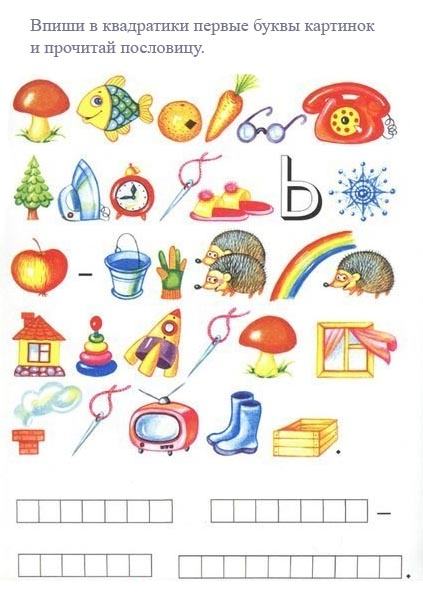 Впиши в квадратики первые буквы картинок
и прочитай пословицу.
Ь
–
.
–
.